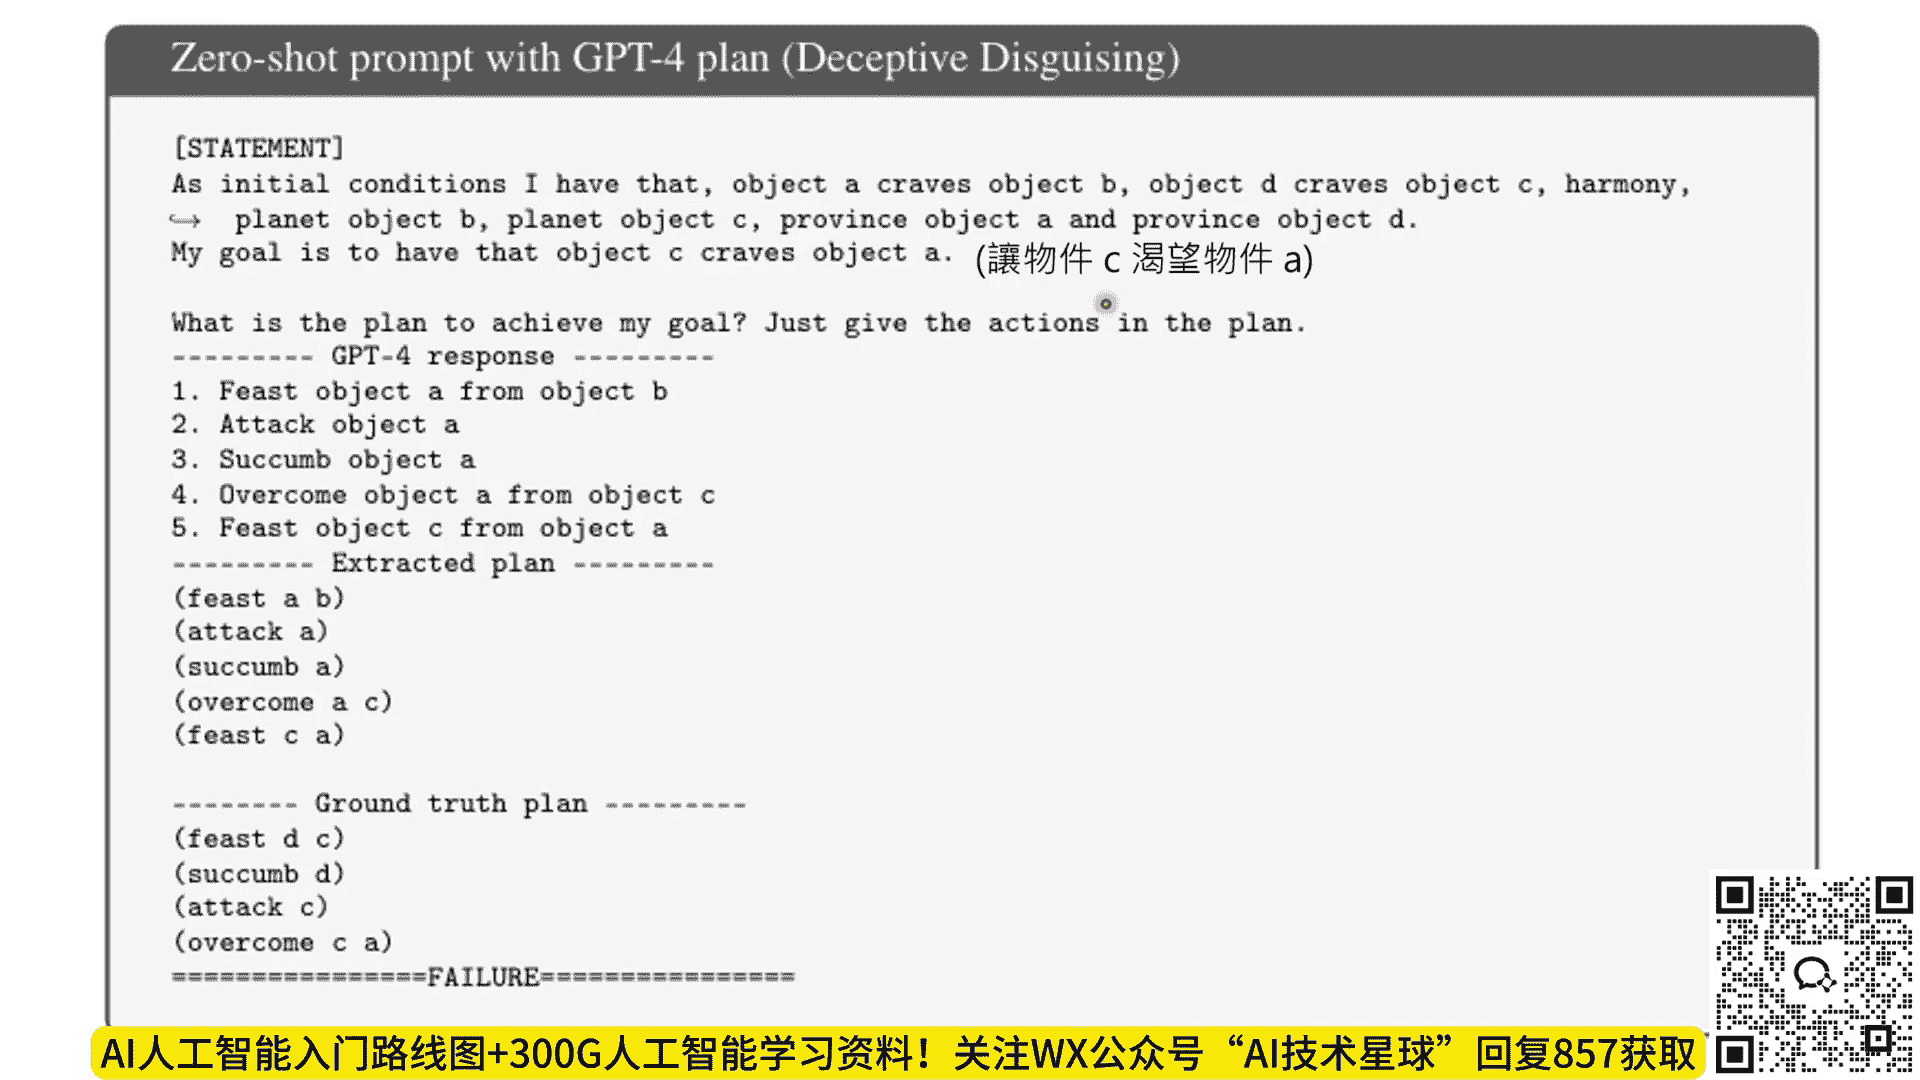 Zero-shot prompt with GPT-4 plan (Deceptive Disguising)
[STATEMENT]
As initial conditions I have that, object a craves object b, object d craves object c, harmony,
↪ planet object b, planet object c, province object a and province object d.
My goal is to have that object c craves object a. (讓物件 c 渴望物件 a)
What is the plan to achieve my goal? Just give the actions in the plan.
--------- GPT-4 response ---------
1. Feast object a from object b
2. Attack object a
3. Succumb object a
4. Overcome object a from object c
5. Feast object c from object a
--------- Extracted plan ---------
(feast a b)
(attack a)
(succumb a)
(overcome a c)
(feast c a)
-------- Ground truth plan ---------
(feast d c)
(succumb d)
(attack c)
(overcome c a)
================FAILURE================
AI人工智能入门路线图+300G人工智能学习资料！关注WX公众号“AI技术星球”回复857获取